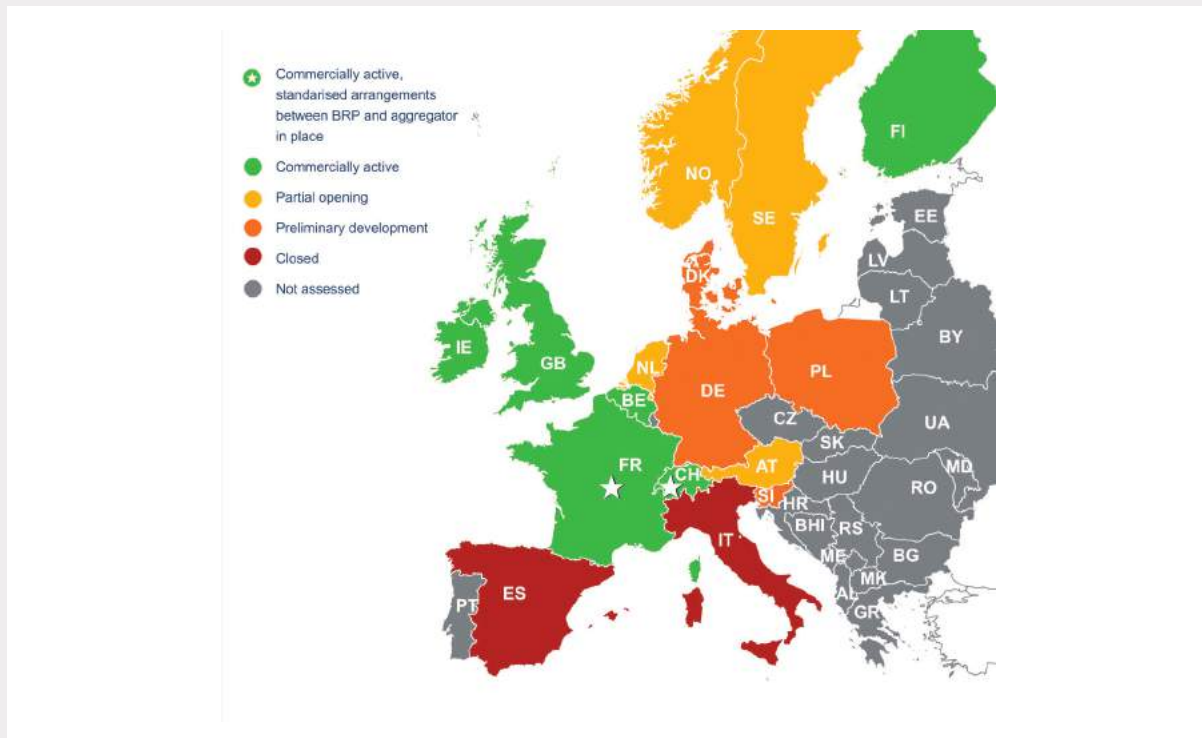 Commercially active,
standarised arrangements
between BRP and aggregator
in place
Commercially active
Partial opening
Preliminary development
Closed
Not assessed
FI
NO
SE
EE
LV
LT
DK
BY
IE
GB
NL
DE
PL
BE
CZ
UA
SK
FR
CH
AT
HU
MD
RO
SI
HR
BHI
RS
IT
ME
BG
MK
AL
GR
PT
ES